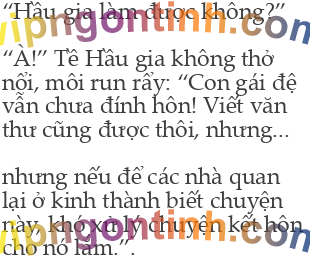 “Hầu gia làm được không?”
vipngontinh.com
“À!” Tề Hầu gia không thở
nổi, môi run rẩy: “Con gái đệ
vẫn chưa đính hôn! Viết văn
thư cũng được thôi, nhưng...
nhưng nếu để các nhà quan
lại ở kinh thành biết chuyện
này, khó xử lý chuyện kết hôn
vipngontinh.com
cho nó lắm.”.